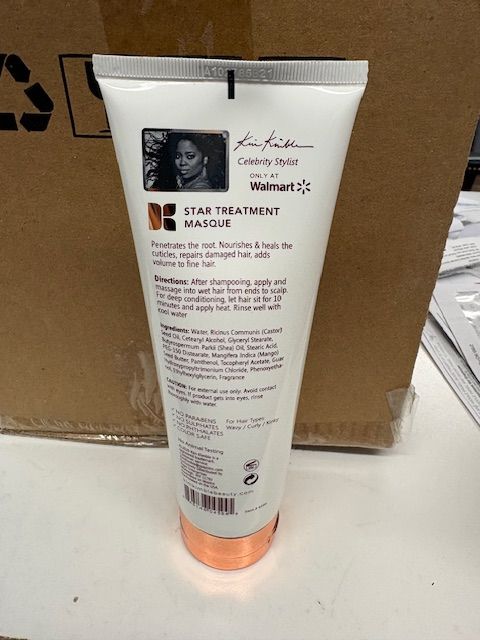 Kim Kimble
Celebrity Stylist
ONLY AT
Walmart
STAR TREATMENT
MASQUE
Penetrates the root. Nourishes & heals the
cuticles, repairs damaged hair, adds
volume to fine hair.
Directions: After shampooing, apply and
massage into wet hair from ends to scalp.
For deep conditioning, let hair sit for 10
minutes and apply heat. Rinse well with
cool water
Ingredients: Water, Ricinus Communis (Castor)
Seed Oil, Cetearyl Alcohol, Glyceryl Stearate,
Butyrospermum Parkii (Shea) Oil, Stearic Acid,
PEG-150 Distearate, Mangifera Indica (Mango)
Seed Butter, Panthenol, Tocopheryl Acetate, Guar
Hydroxypropyltrimonium Chloride, Phenoxyetha-
nol, Ethylhexylglycerin, Fragrance
CAUTION: For external use only. Avoid contact
with eyes. If product gets into eyes, rinse
thoroughly with water.
NO PARABENS
NO SULPHATES
NO PHTHALATES
COLOR SAFE
For Hair Types:
Wavy / Curly / Kinky
No Animal Testing